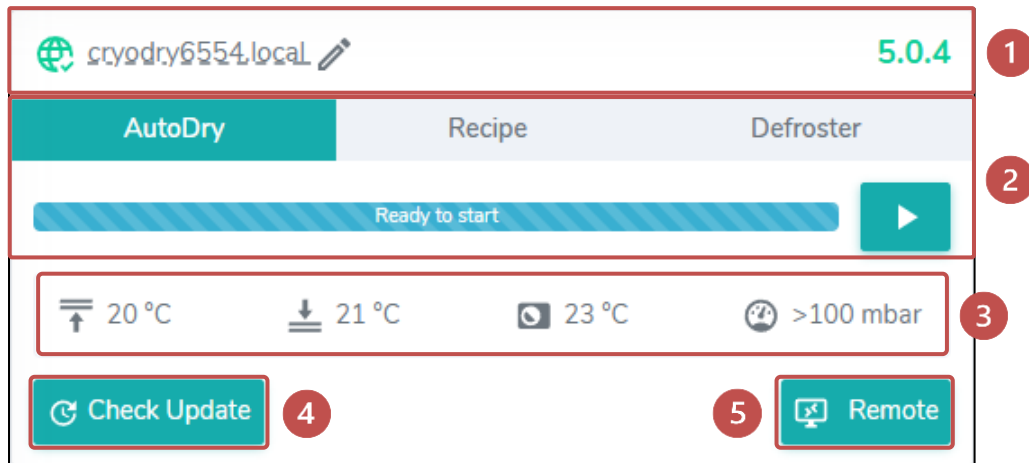 cryodry6554.local 5.0.4 1
AutoDry Recipe Defroster
2
Ready to start
20 °C 21 °C 23 °C >100 mbar 3
Check Update 4 5 Remote